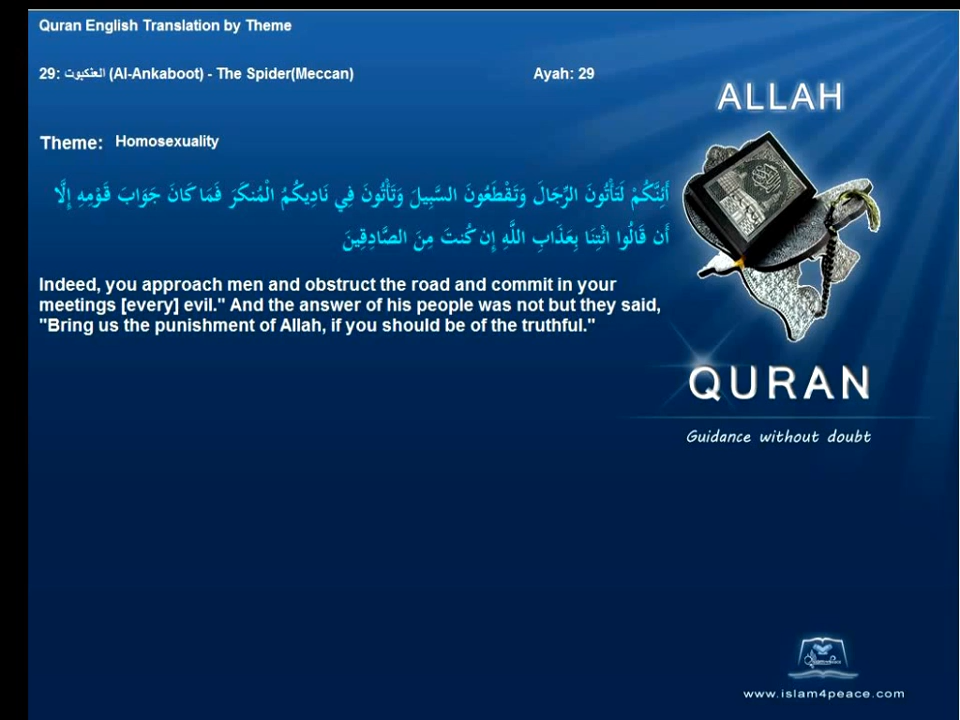 Quran English Translation by Theme
29: العنكبوت (Al-Ankaboot) - The Spider(Meccan) Ayah: 29
Theme: Homosexuality
أَئِنَّكُمْ لَتَأْتُونَ الرِّجَالَ وَتَقْطَعُونَ السَّبِيلَ وَتَأْتُونَ فِي نَادِيكُمُ الْمُنكَرَ فَمَا كَانَ جَوَابَ قَوْمِهِ إِلَّا
أَن قَالُوا ائْتِنَا بِعَذَابِ اللَّهِ إِن كُنتَ مِنَ الصَّادِقِينَ
Indeed, you approach men and obstruct the road and commit in your
meetings [every] evil." And the answer of his people was not but they said,
"Bring us the punishment of Allah, if you should be of the truthful."
ALLAH
QURAN
Guidance without doubt
www.islam4peace.com